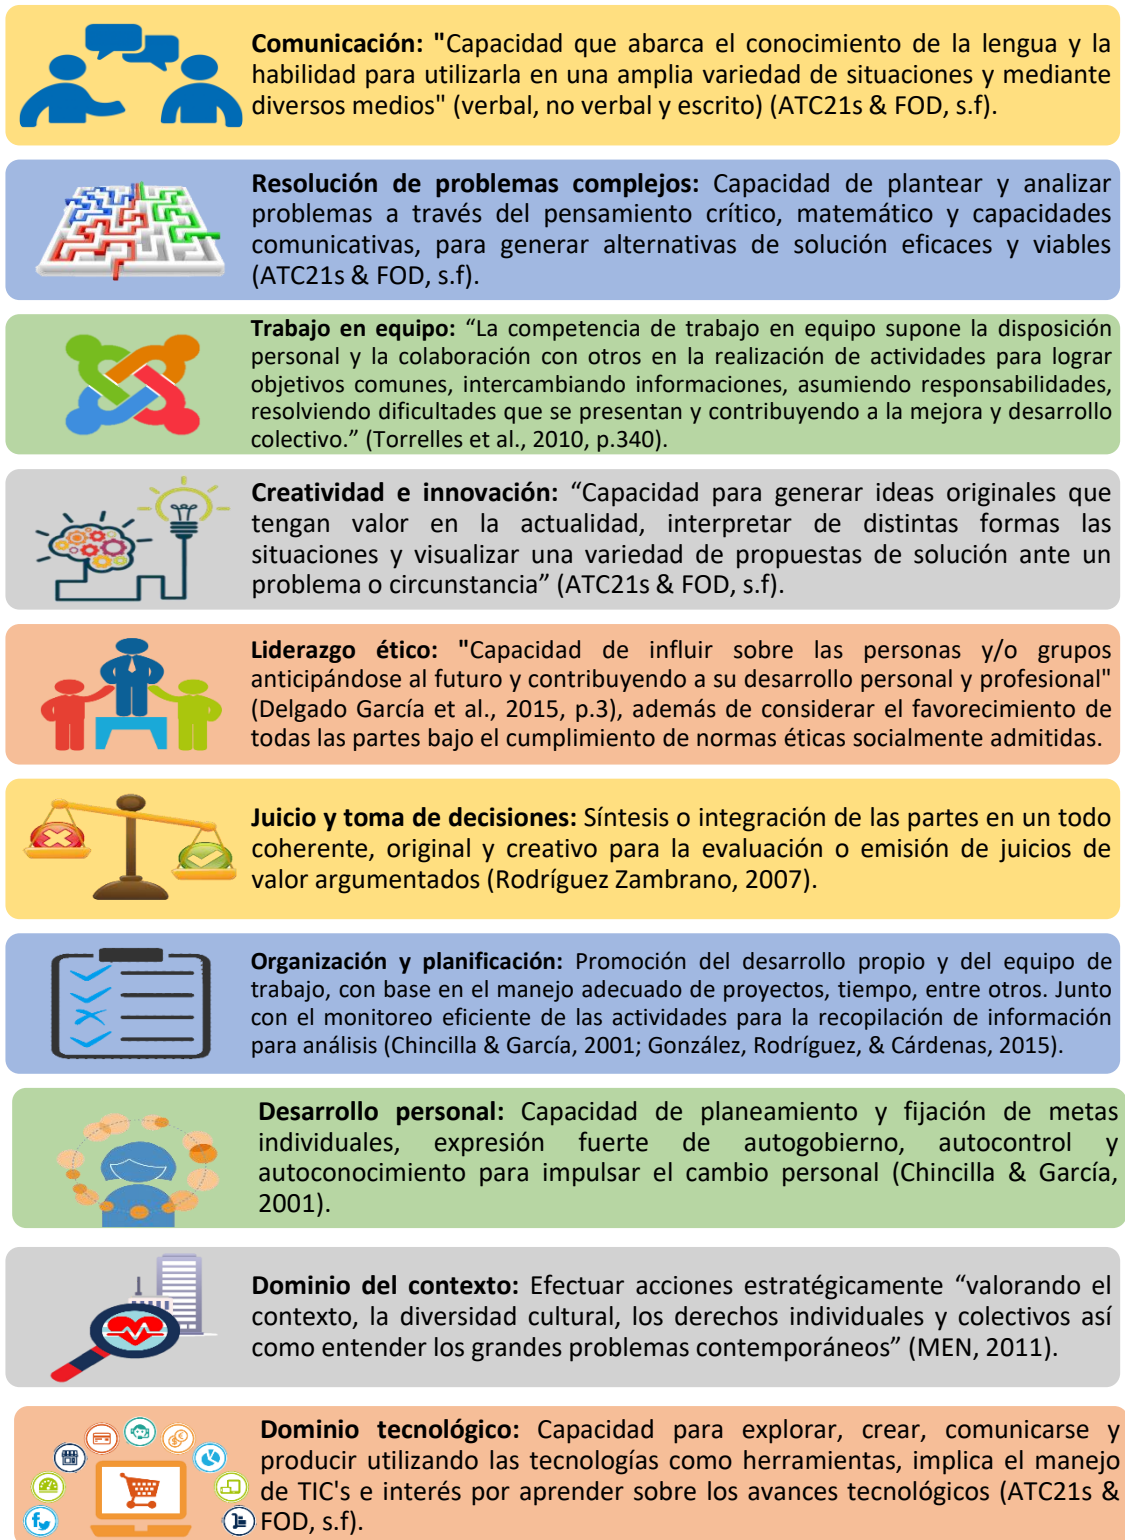 Comunicación: "Capacidad que abarca el conocimiento de la lengua y la
habilidad para utilizarla en una amplia variedad de situaciones y mediante
diversos medios" (verbal, no verbal y escrito) (ATC21s & FOD, s.f).
Resolución de problemas complejos: Capacidad de plantear y analizar
problemas a través del pensamiento crítico, matemático y capacidades
comunicativas, para generar alternativas de solución eficaces y viables
(ATC21s & FOD, s.f).
Trabajo en equipo: “La competencia de trabajo en equipo supone la disposición
personal y la colaboración con otros en la realización de actividades para lograr
objetivos comunes, intercambiando informaciones, asumiendo responsabilidades,
resolviendo dificultades que se presentan y contribuyendo a la mejora y desarrollo
colectivo.” (Torrelles et al., 2010, p.340).
Creatividad e innovación: “Capacidad para generar ideas originales que
tengan valor en la actualidad, interpretar de distintas formas las
situaciones y visualizar una variedad de propuestas de solución ante un
problema o circunstancia” (ATC21s & FOD, s.f).
Liderazgo ético: "Capacidad de influir sobre las personas y/o grupos
anticipándose al futuro y contribuyendo a su desarrollo personal y profesional"
(Delgado García et al., 2015, p.3), además de considerar el favorecimiento de
todas las partes bajo el cumplimiento de normas éticas socialmente admitidas.
Juicio y toma de decisiones: Síntesis o integración de las partes en un todo
coherente, original y creativo para la evaluación o emisión de juicios de
valor argumentados (Rodríguez Zambrano, 2007).
Organización y planificación: Promoción del desarrollo propio y del equipo de
trabajo, con base en el manejo adecuado de proyectos, tiempo, entre otros. Junto
con el monitoreo eficiente de las actividades para la recopilación de información
para análisis (Chincilla & García, 2001; González, Rodríguez, & Cárdenas, 2015).
Desarrollo personal: Capacidad de planeamiento y fijación de metas
individuales, expresión fuerte de autogobierno, autocontrol y
autoconocimiento para impulsar el cambio personal (Chincilla & García,
2001).
Dominio del contexto: Efectuar acciones estratégicamente “valorando el
contexto, la diversidad cultural, los derechos individuales y colectivos así
como entender los grandes problemas contemporáneos” (MEN, 2011).
Dominio tecnológico: Capacidad para explorar, crear, comunicarse y
producir utilizando las tecnologías como herramientas, implica el manejo
de TIC's e interés por aprender sobre los avances tecnológicos (ATC21s &
FOD, s.f).